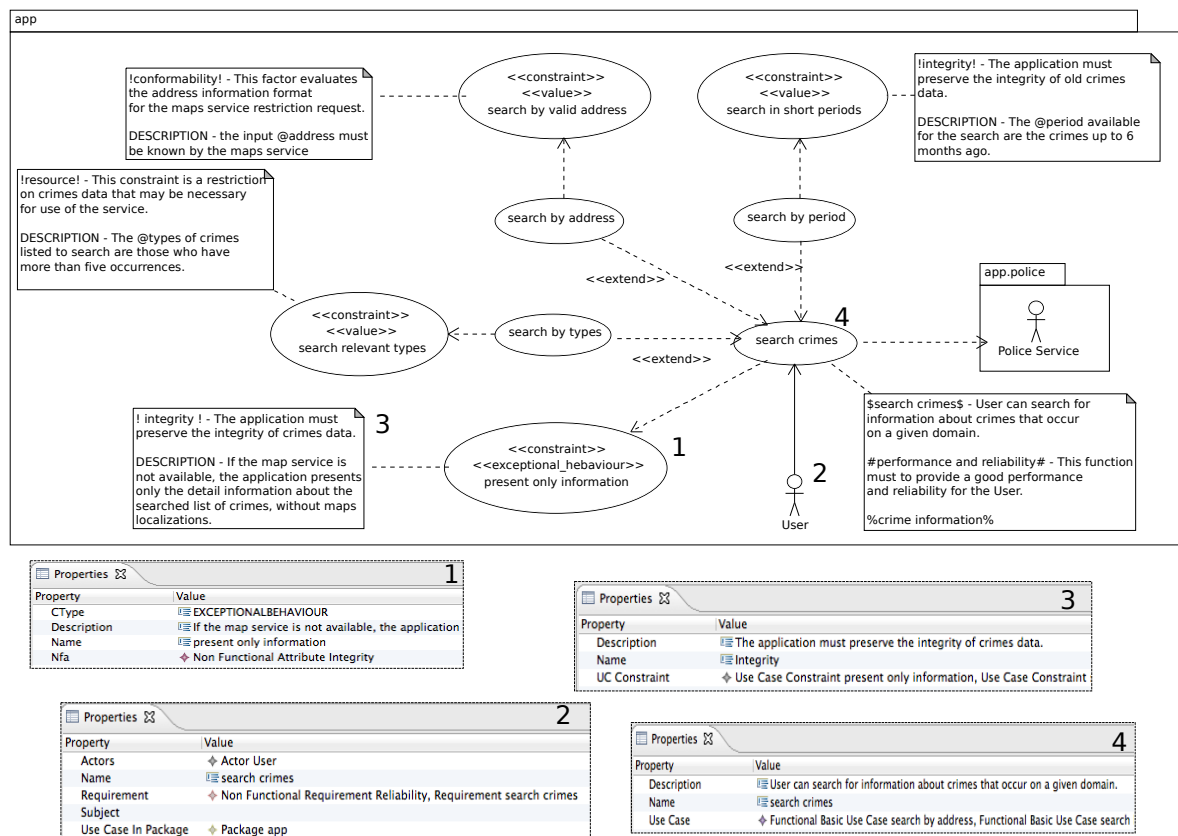 app
!conformability! - This factor evaluates
the address information format
for the maps service restriction request.
DESCRIPTION - the input @address must
be known by the maps service
<<constraint>>
<<value>>
search by valid address
<<constraint>>
<<value>>
search in short periods
!integrity! - The application must
preserve the integrity of old crimes
data.
DESCRIPTION - The @period available
for the search are the crimes up to 6
months ago.
!resource! - This constraint is a restriction
on crimes data that may be necessary
for use of the service.
DESCRIPTION - The @types of crimes
listed to search are those who have
more than five occurrences.
search by address
search by period
<<extend>>
<<extend>>
app.police
Police Service
<<constraint>>
<<value>>
search relevant types
search by types
<<extend>>
search crimes
4
! integrity ! - The application must
preserve the integrity of crimes data.
DESCRIPTION - If the map service is
not available, the application presents
only the detail information about the
searched list of crimes, without maps
localizations.
3
<<constraint>>
<<exceptional_hebaviour>>
present only information
1
2
User
$search crimes$ - User can search for
information about crimes that occur
on a given domain.
#performance and reliability# - This function
must to provide a good performance
and reliability for the User.
%crime information%
Properties
1
Property Value
CType EXCEPTIONALBEHAVIOUR
Description If the map service is not available, the application
Name present only information
Nfa Non Functional Attribute Integrity
Properties
3
Property Value
Description The application must preserve the integrity of crimes data.
Name Integrity
UC Constraint Use Case Constraint present only information, Use Case Constraint
Properties
2
Property Value
Actors Actor User
Name search crimes
Requirement Non Functional Requirement Reliability, Requirement search crimes
Subject
Use Case In Package Package app
Properties
4
Property Value
Description User can search for information about crimes that occur on a given domain.
Name search crimes
Use Case Functional Basic Use Case search by address, Functional Basic Use Case search